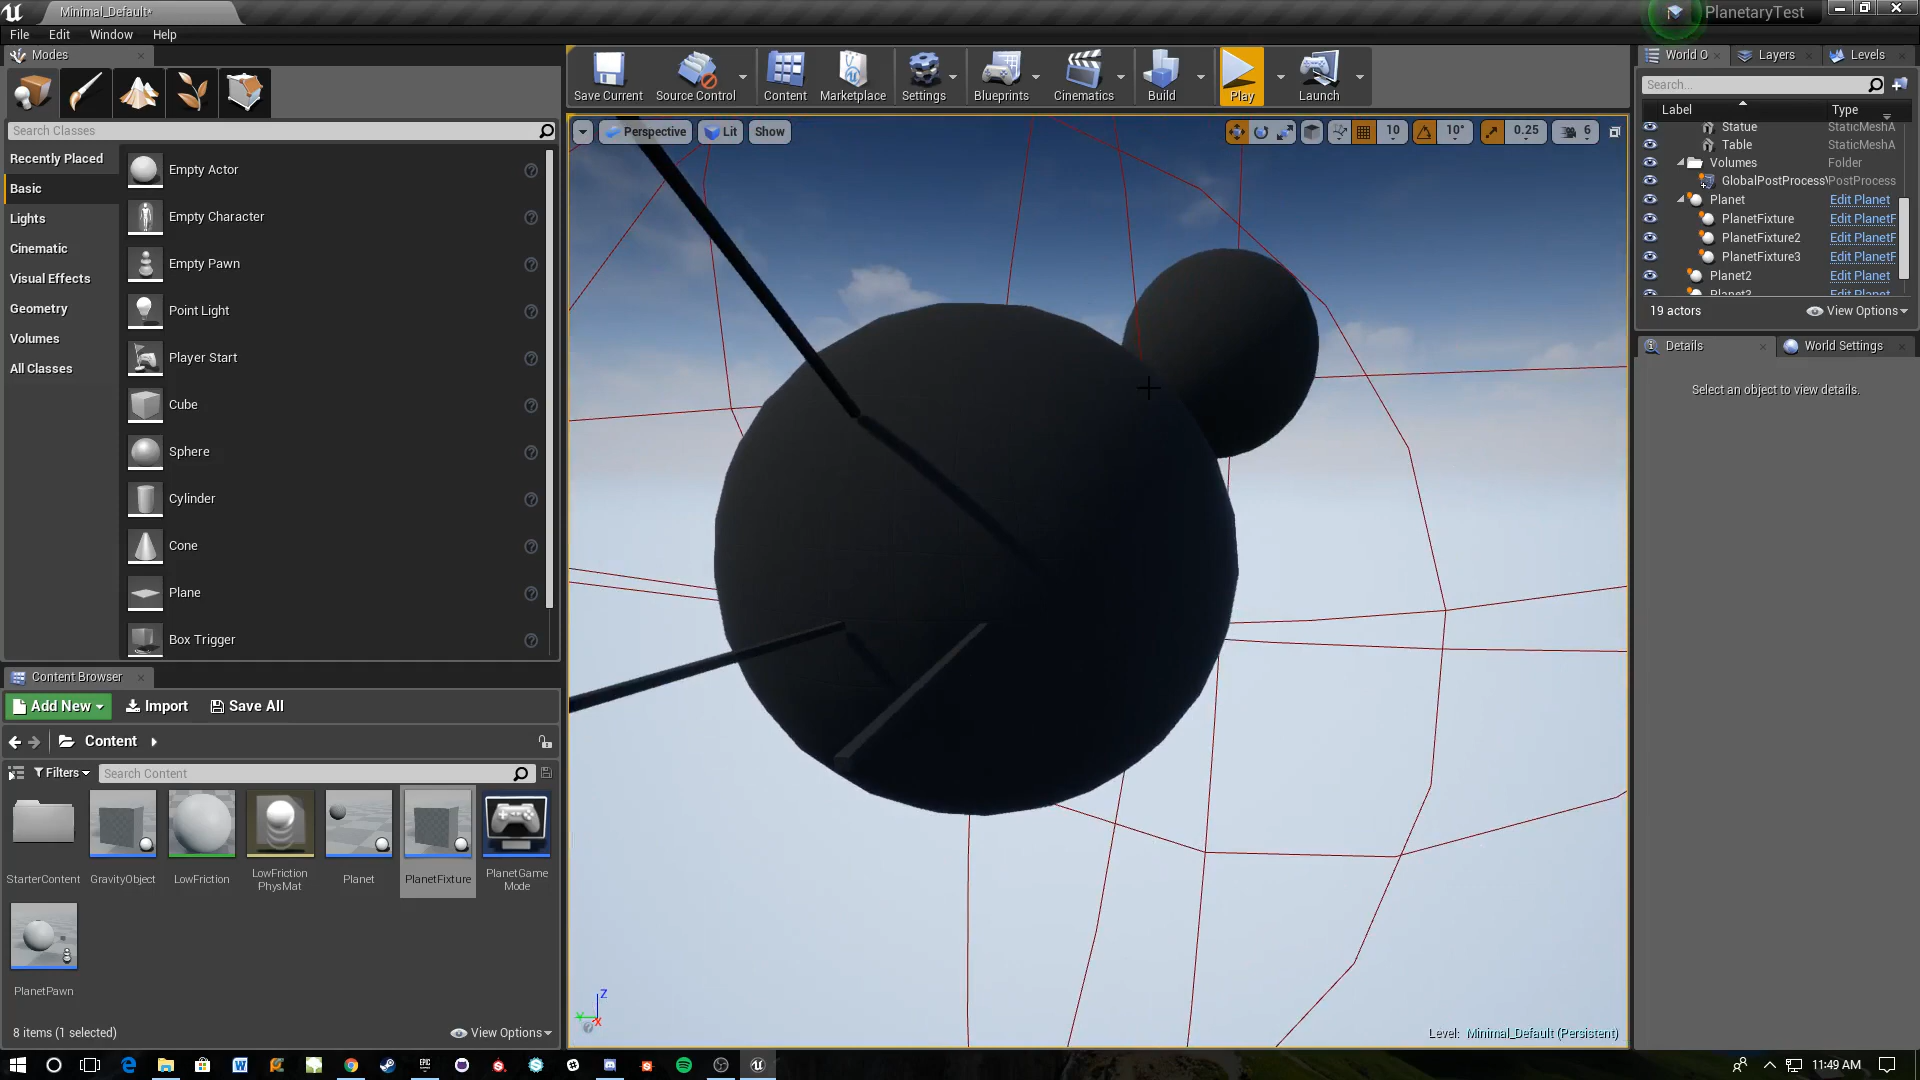 Minimal_Default*
PlanetaryTest
File Edit Window Help
Modes
World O
Layers
Levels
Save Current
Source Control
Content
Marketplace
Settings
Blueprints
Cinematics
Build
Play
Launch
Search...
Label Type
Search Classes
Perspective
Lit
Show
10
10°
0.25
6
Recently Placed
Basic
Lights
Cinematic
Visual Effects
Geometry
Volumes
All Classes
Empty Actor
Empty Character
Empty Pawn
Point Light
Player Start
Cube
Sphere
Cylinder
Cone
Plane
Box Trigger
Statue StaticMeshA
Table StaticMeshA
Volumes Folder
GlobalPostProcess PostProcess
Planet Edit Planet
PlanetFixture Edit PlanetF
PlanetFixture2 Edit PlanetF
PlanetFixture3 Edit PlanetF
Planet2 Edit Planet
Planet3 Edit Planet
19 actors
View Options
Details
World Settings
Select an object to view details.
Content Browser
Add New
Import
Save All
Content
Filters
Search Content
StarterContent
GravityObject
LowFriction
LowFriction
PhysMat
Planet
PlanetFixture
PlanetGame
Mode
PlanetPawn
8 items (1 selected)
View Options
Z
Y
X
Level: Minimal_Default (Persistent)
11:49 AM